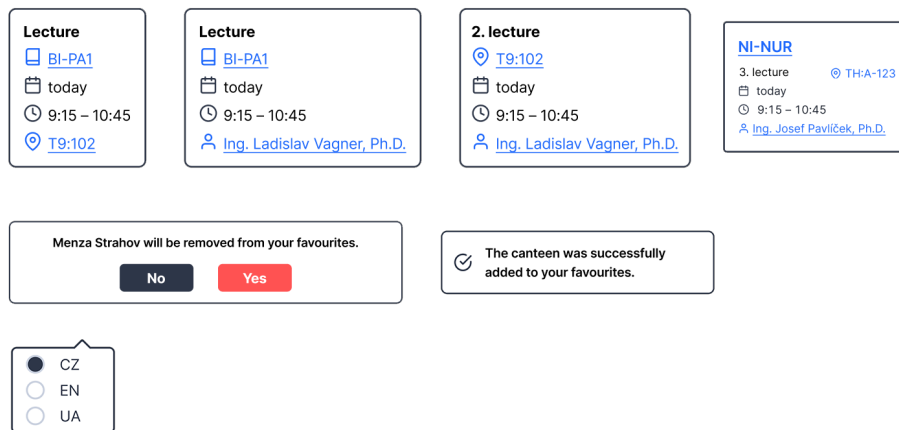 Lecture
BI-PA1
today
9:15 – 10:45
T9:102
Lecture
BI-PA1
today
9:15 – 10:45
Ing. Ladislav Vagner, Ph.D.
2. lecture
T9:102
today
9:15 – 10:45
Ing. Ladislav Vagner, Ph.D.
NI-NUR
3. lecture TH:A-123
today
9:15 – 10:45
Ing. Josef Pavlíček, Ph.D.
Menza Strahov will be removed from your favourites.
No Yes
The canteen was successfully
added to your favourites.
CZ
EN
UA